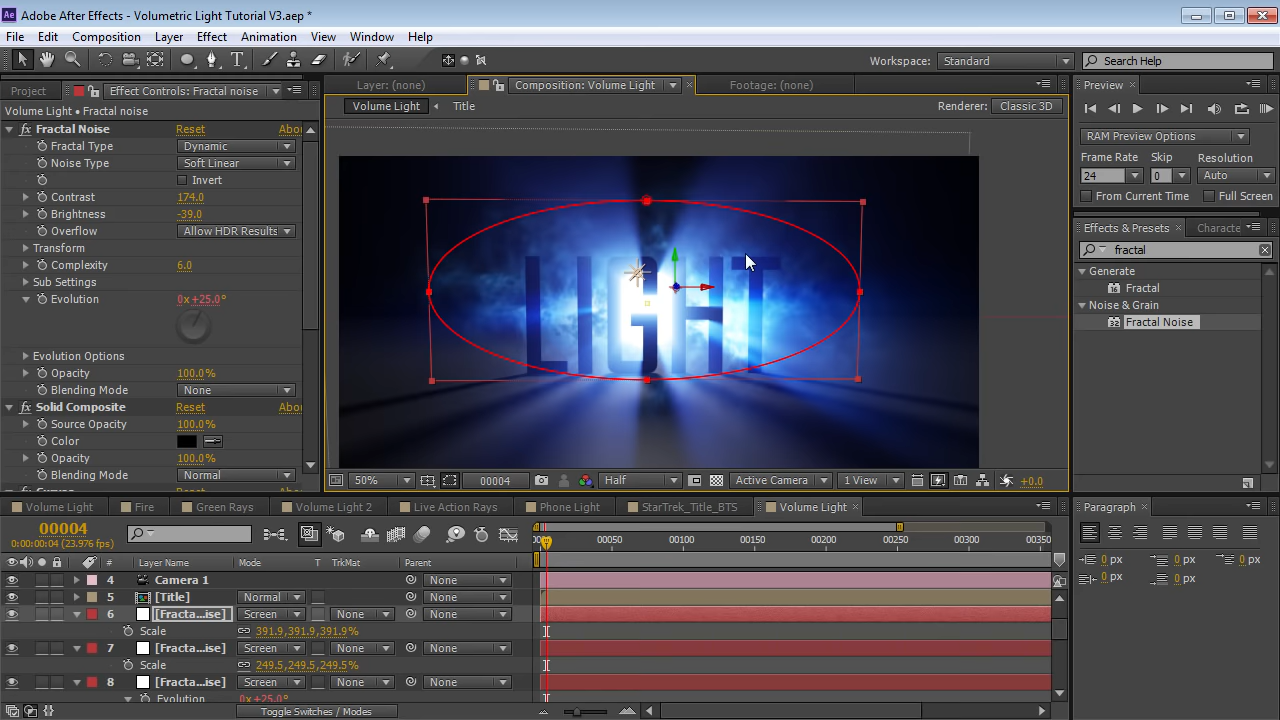 Adobe After Effects - Volumetric Light Tutorial V3.aep *
File Edit Composition Layer Effect Animation View Window Help
Workspace: Standard
Search Help
Project
Effect Controls: Fractal noise
Volume Light • Fractal noise
fx Fractal Noise Reset Abou
Fractal Type Dynamic
Noise Type Soft Linear
Invert
Contrast 174.0
Brightness -39.0
Overflow Allow HDR Results
Transform
Complexity 6.0
Sub Settings
Evolution 0x+25.0°
Evolution Options
Opacity 100.0%
Blending Mode None
fx Solid Composite Reset Abou
Source Opacity 100.0%
Color
Opacity 100.0%
Blending Mode Normal
Layer: (none)
Composition: Volume Light
Footage: (none)
Volume Light Title
Renderer: Classic 3D
LIGHT
50% 00004 Half Active Camera 1 View +0.0
Preview
RAM Preview Options
Frame Rate Skip Resolution
24 0 Auto
From Current Time Full Screen
Effects & Presets Characte
fractal
Generate
Fractal
Noise & Grain
32 Fractal Noise
Volume Light Fire Green Rays Volume Light 2 Live Action Rays Phone Light StarTrek_Title_BTS Volume Light
00004
0:00:00:04 (23.976 fps)
00050 00100 00150 00200 00250 00300 00350
# Layer Name Mode T TrkMat Parent
4 Camera 1 None
5 [Title] Normal None
6 [Fracta...ise] Screen None None
Scale 391.9,391.9,391.9%
7 [Fracta...ise] Screen None None
Scale 249.5,249.5,249.5%
8 [Fracta...ise] Screen None None
Evolution 0x+25.0°
Toggle Switches / Modes
Paragraph
0 px 0 px 0 px
0 px 0 px